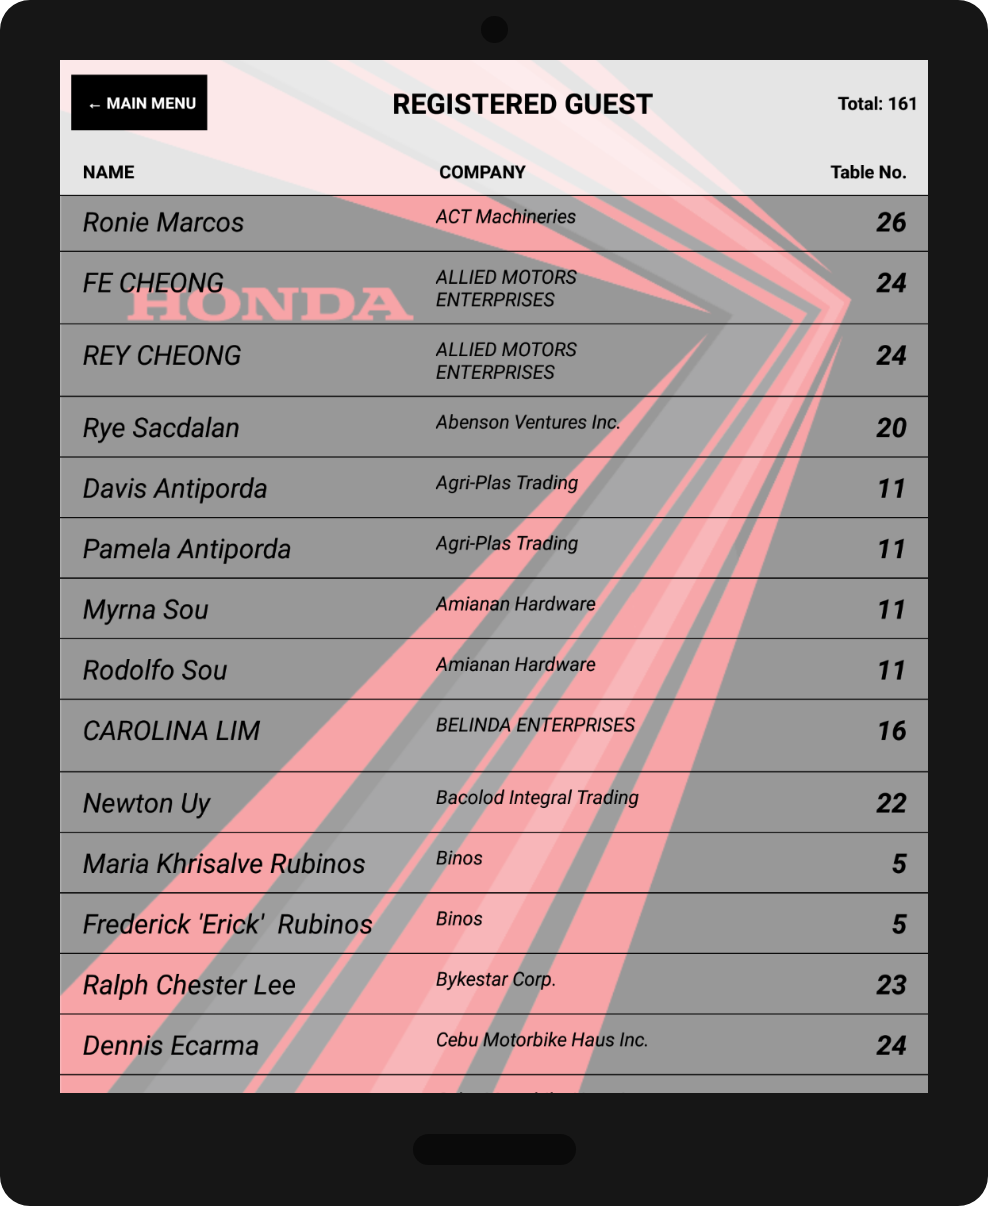 ← MAIN MENU
REGISTERED GUEST
Total: 161
NAME COMPANY Table No.
Ronie Marcos ACT Machineries 26
FE CHEONG ALLIED MOTORS
ENTERPRISES 24
HONDA
REY CHEONG ALLIED MOTORS
ENTERPRISES 24
Rye Sacdalan Abenson Ventures Inc. 20
Davis Antiporda Agri-Plas Trading 11
Pamela Antiporda Agri-Plas Trading 11
Myrna Sou Amianan Hardware 11
Rodolfo Sou Amianan Hardware 11
CAROLINA LIM BELINDA ENTERPRISES 16
Newton Uy Bacolod Integral Trading 22
Maria Khrisalve Rubinos Binos 5
Frederick 'Erick'  Rubinos Binos 5
Ralph Chester Lee Bykestar Corp. 23
Dennis Ecarma Cebu Motorbike Haus Inc. 24